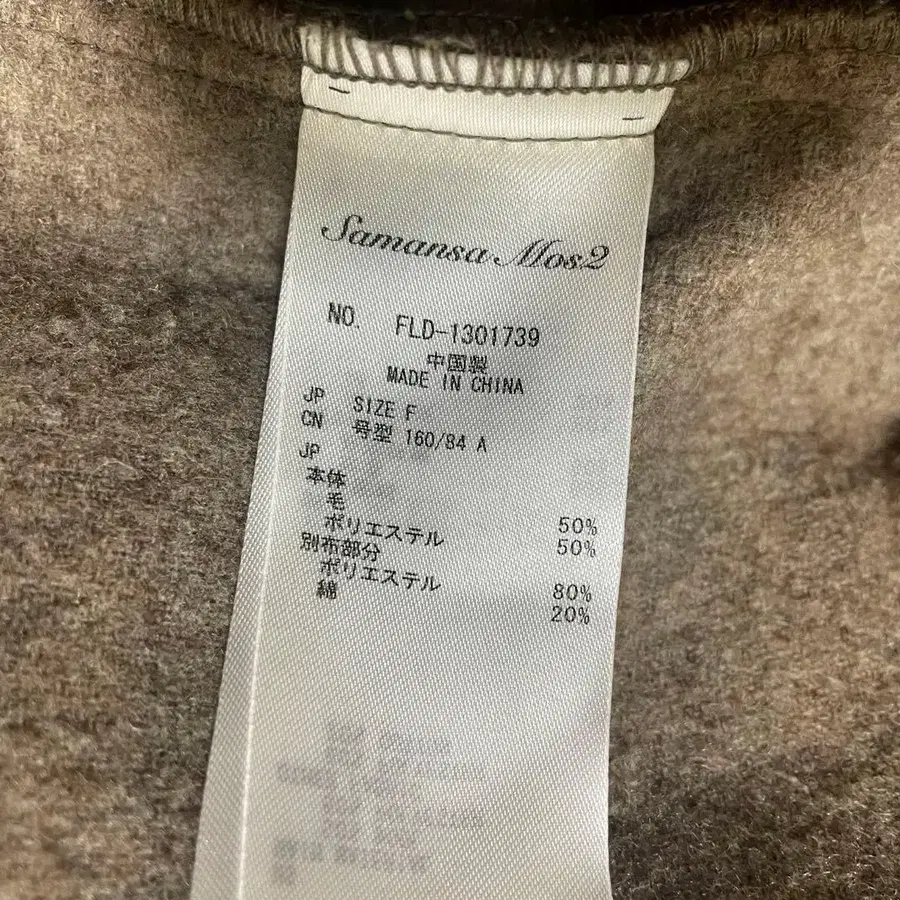 Samansa Mos2
NO. FLD-1301739
中国製
MADE IN CHINA
JP SIZE F
CN 号型 160/84 A
JP
本体
毛 50%
ポリエステル 50%
別布部分
ポリエステル 80%
綿 20%